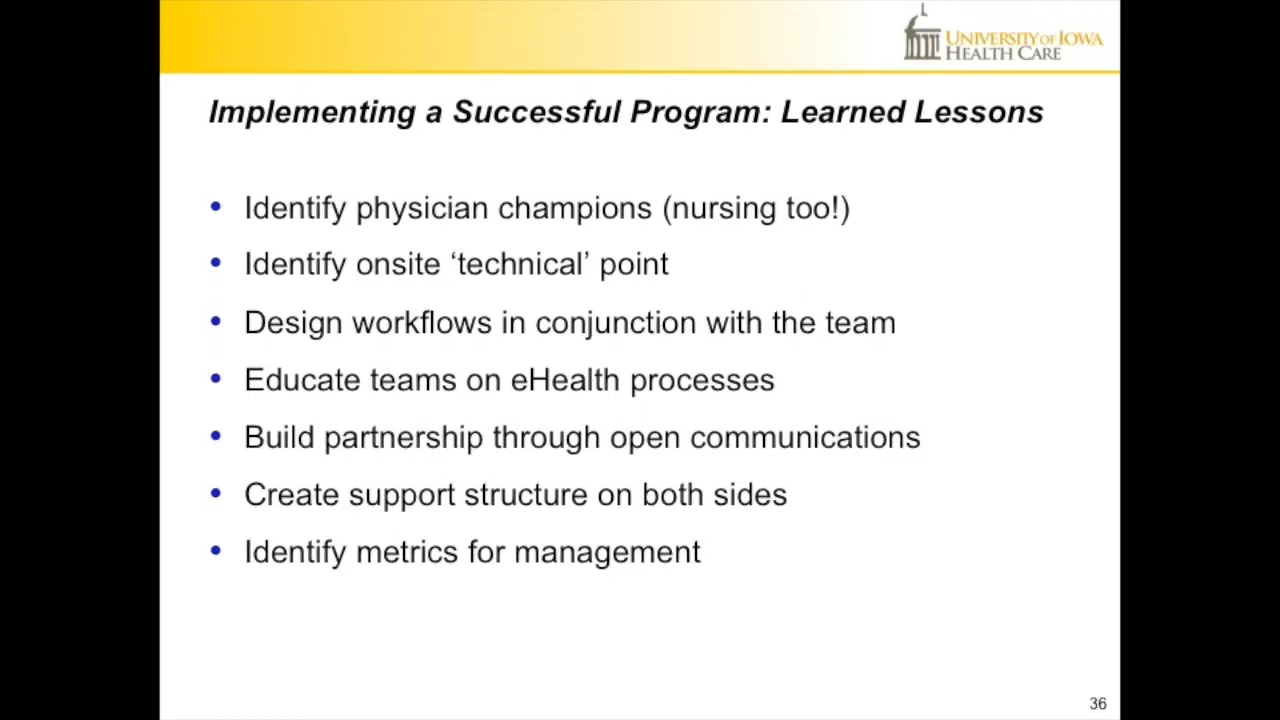 UNIVERSITY OF IOWA
HEALTH CARE
Implementing a Successful Program: Learned Lessons
• Identify physician champions (nursing too!)
• Identify onsite ‘technical’ point
• Design workflows in conjunction with the team
• Educate teams on eHealth processes
• Build partnership through open communications
• Create support structure on both sides
• Identify metrics for management
36